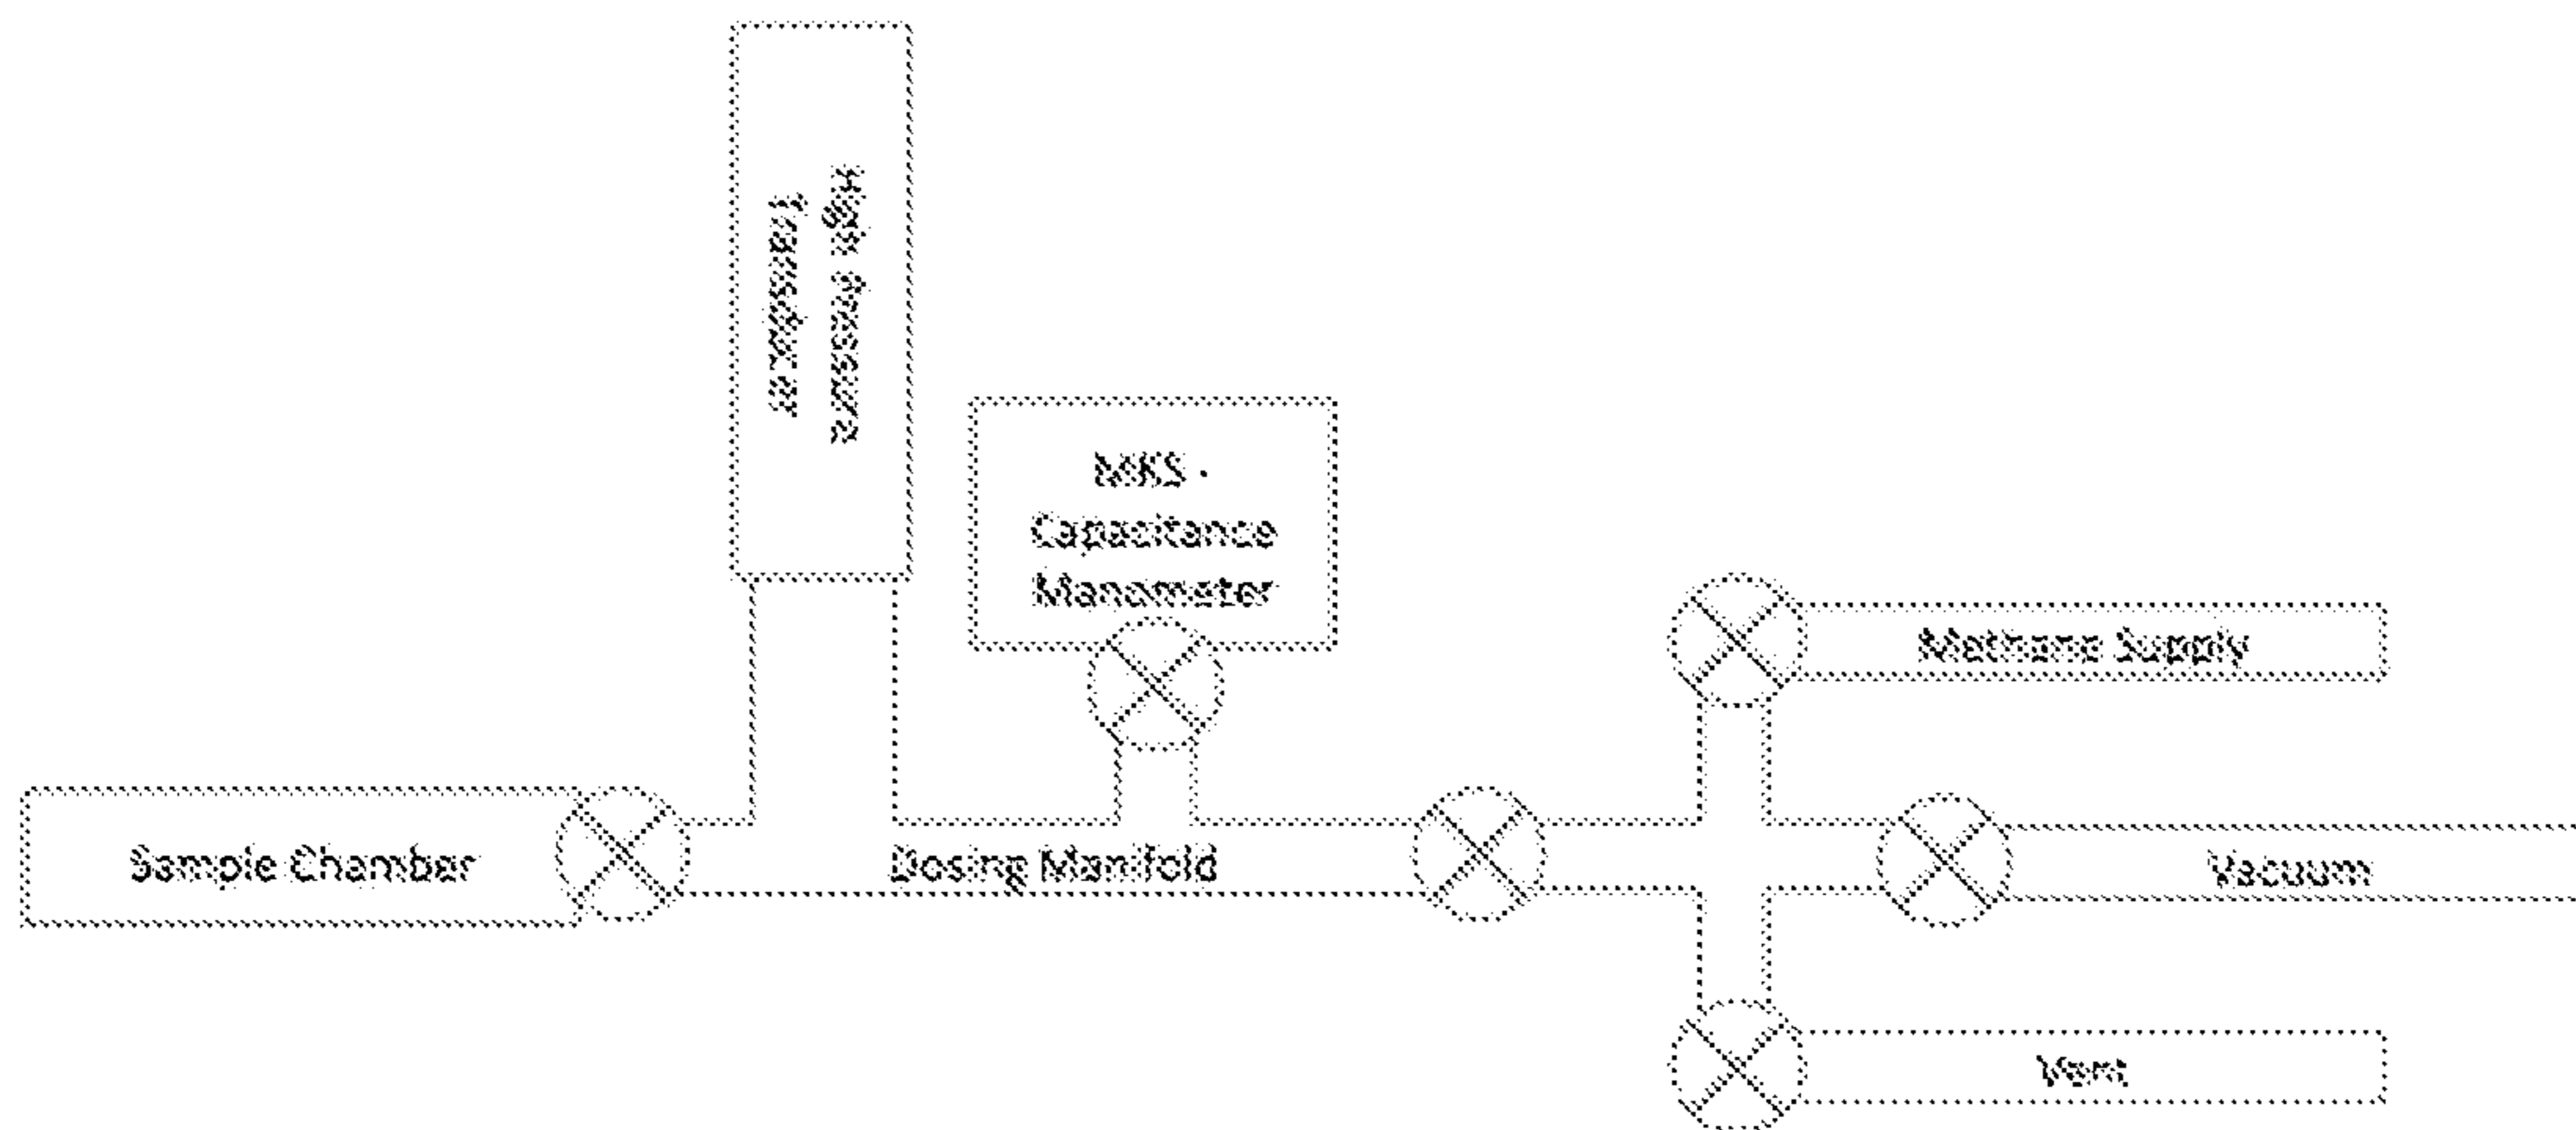 High Pressure
Transducer
MKS -
Capacitance
Manometer
Methane Supply
Sample Chamber
Dosing Manifold
Vacuum
Vent